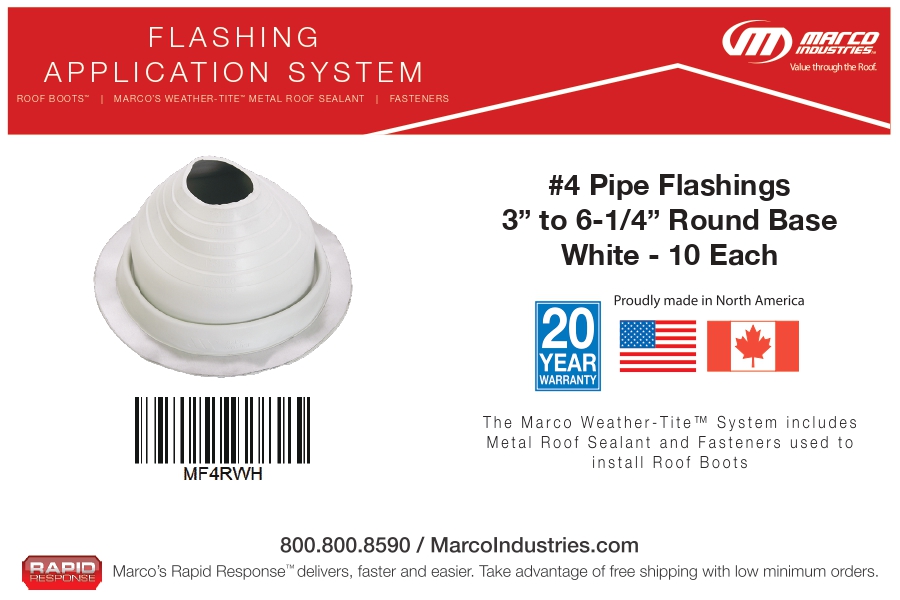 FLASHING
APPLICATION SYSTEM
ROOF BOOTS™ | MARCO'S WEATHER-TITE™ METAL ROOF SEALANT | FASTENERS
MARCO
INDUSTRIES™
Value through the Roof.
#4 Pipe Flashings
3” to 6-1/4” Round Base
White - 10 Each
Proudly made in North America
20
YEAR
WARRANTY
The Marco Weather-Tite™ System includes
Metal Roof Sealant and Fasteners used to
install Roof Boots
MF4RWH
800.800.8590 / MarcoIndustries.com
RAPID
RESPONSE
Marco’s Rapid Response™ delivers, faster and easier. Take advantage of free shipping with low minimum orders.